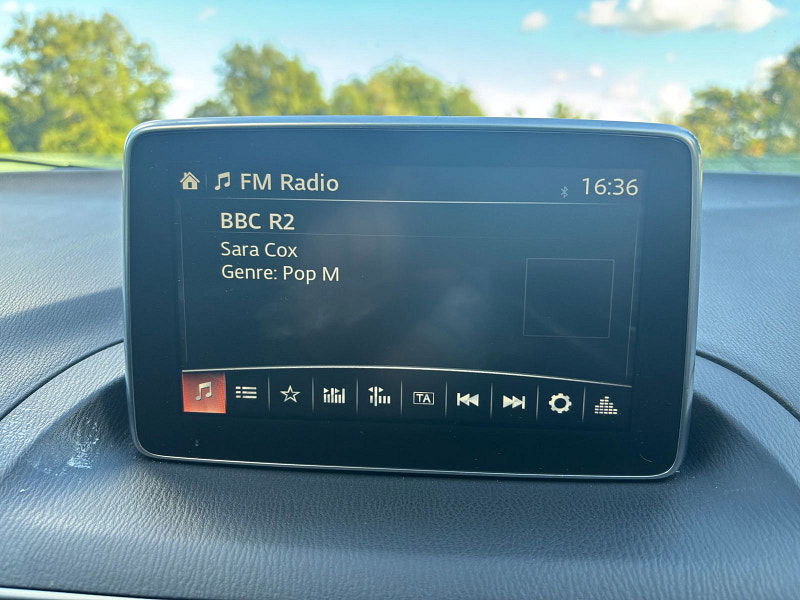 FM Radio
16:36
BBC R2
Sara Cox
Genre: Pop M
TA